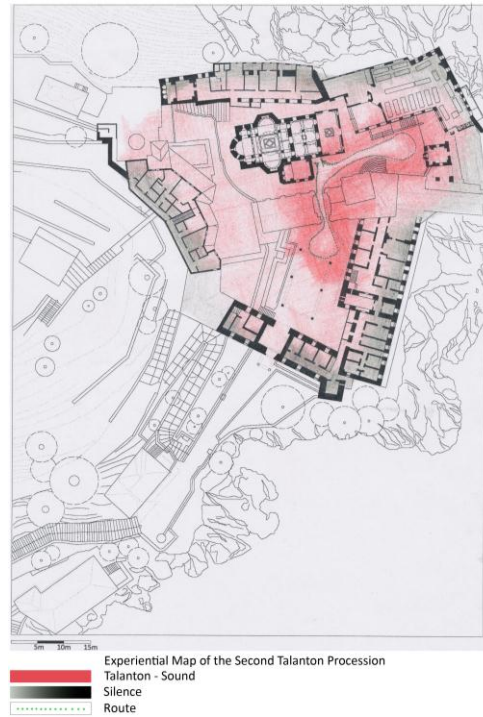 5m 10m 15m
Experiential Map of the Second Talanton Procession
Talanton - Sound
Silence
Route